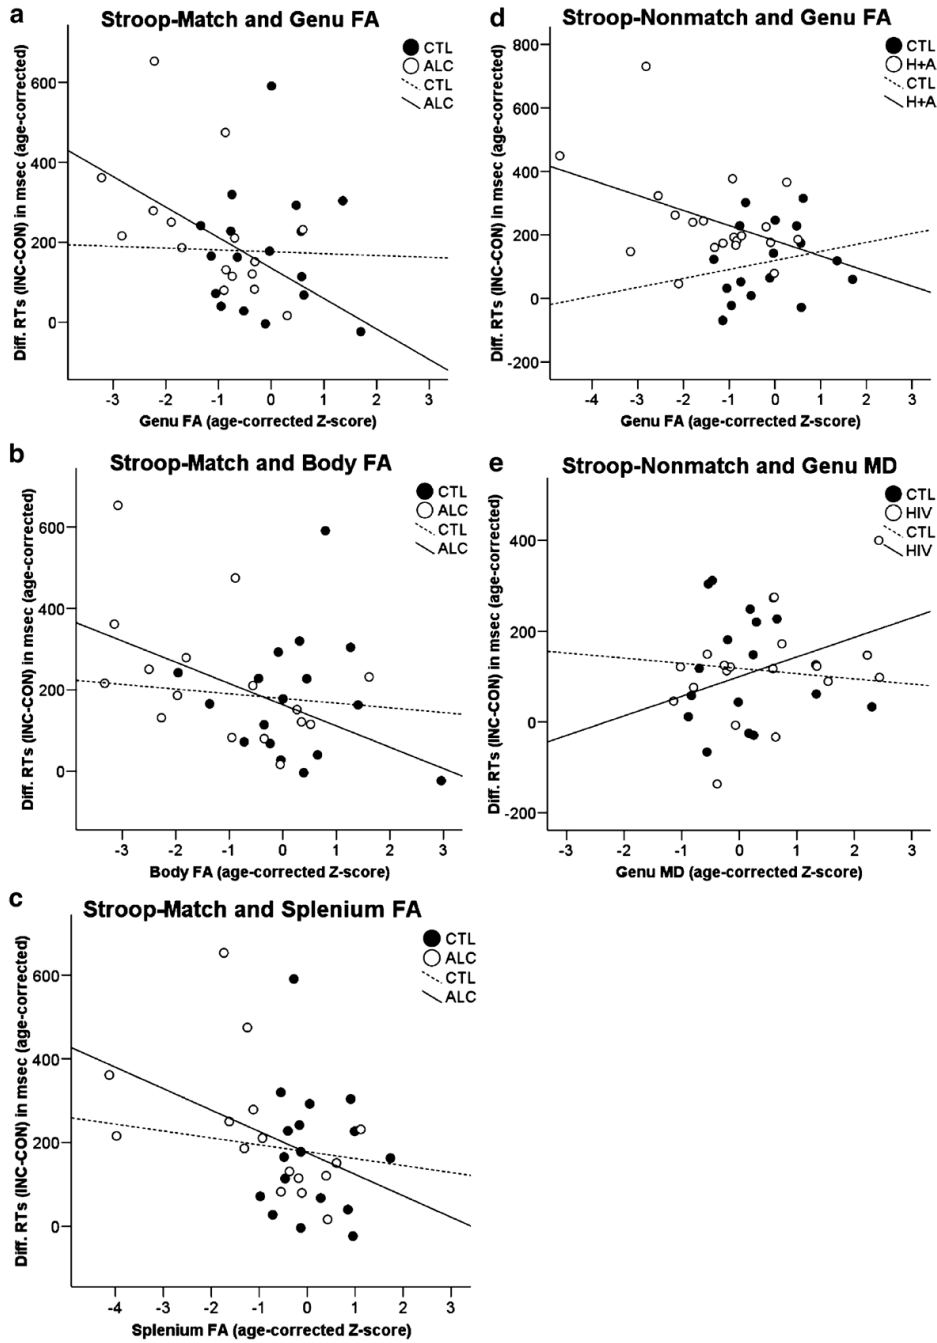 a
Stroop-Match and Genu FA
CTL
ALC
CTL
ALC
Diff. RTs (INC-CON) in msec (age-corrected)
600
400
200
0
-3 -2 -1 0 1 2 3
Genu FA (age-corrected Z-score)
b
Stroop-Match and Body FA
CTL
ALC
CTL
ALC
Diff. RTs (INC-CON) in msec (age-corrected)
600
400
200
0
-3 -2 -1 0 1 2 3
Body FA (age-corrected Z-score)
c
Stroop-Match and Splenium FA
CTL
ALC
CTL
ALC
Diff. RTs (INC-CON) in msec (age-corrected)
600
400
200
0
-4 -3 -2 -1 0 1 2 3
Splenium FA (age-corrected Z-score)
d
Stroop-Nonmatch and Genu FA
CTL
H+A
CTL
H+A
Diff. RTs (INC-CON) in msec (age-corrected)
800
600
400
200
0
-200
-4 -3 -2 -1 0 1 2 3
Genu FA (age-corrected Z-score)
e
Stroop-Nonmatch and Genu MD
CTL
HIV
CTL
HIV
Diff. RTs (INC-CON) in msec (age-corrected)
400
200
0
-200
-3 -2 -1 0 1 2 3
Genu MD (age-corrected Z-score)